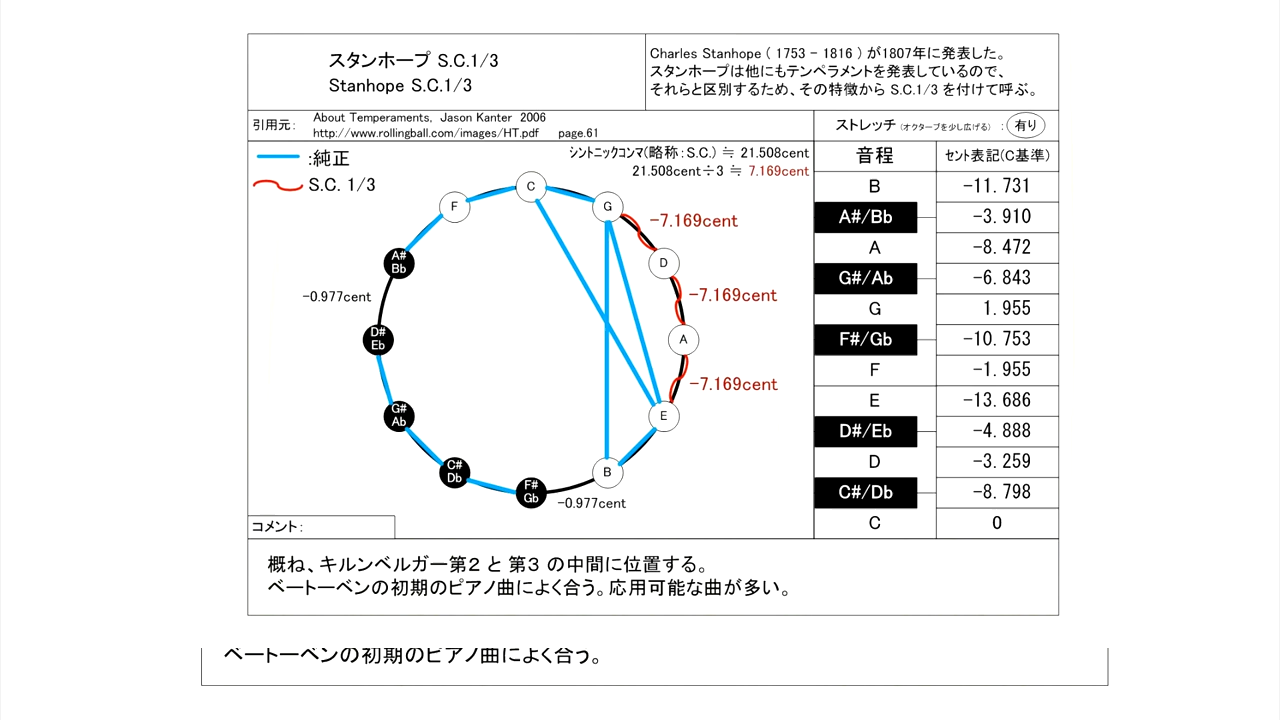 スタンホープ S.C.1/3
Stanhope S.C.1/3
Charles Stanhope ( 1753 - 1816 ) が1807年に発表した。
スタンホープは他にもテンペラメントを発表しているので、
それらと区別するため、その特徴から S.C.1/3 を付けて呼ぶ。
引用元:
About Temperaments, Jason Kanter 2006
http://www.rollingball.com/images/HT.pdf page.61
ストレッチ (オクターブを少し広げる) : 有り
:純正
S.C. 1/3
シントニックコンマ(略称:S.C.) ≒ 21.508cent
21.508cent÷3 ≒ 7.169cent
C
G
D
A
E
B
F#
Gb
C#
Db
G#
Ab
D#
Eb
A#
Bb
F
-7.169cent
-7.169cent
-7.169cent
-0.977cent
-0.977cent
音程 セント表記(C基準)
B -11.731
A#/Bb -3.910
A -8.472
G#/Ab -6.843
G 1.955
F#/Gb -10.753
F -1.955
E -13.686
D#/Eb -4.888
D -3.259
C#/Db -8.798
C 0
コメント:
概ね、キルンベルガー第2 と 第3 の中間に位置する。
ベートーベンの初期のピアノ曲によく合う。応用可能な曲が多い。
ベートーベンの初期のピアノ曲によく合う。